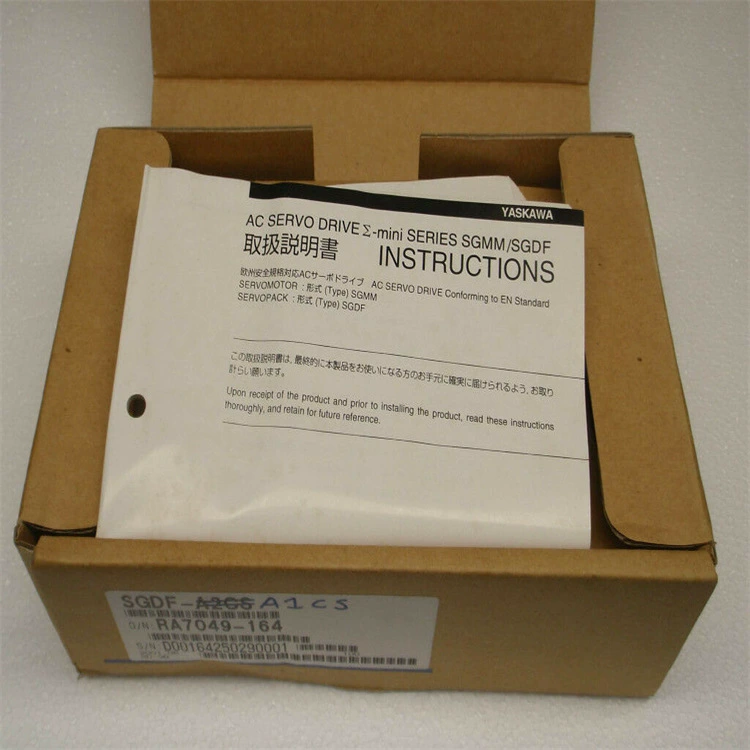 YASKAWA
AC SERVO DRIVE Σ-mini SERIES SGMM/SGDF
取扱説明書 INSTRUCTIONS
欧州安全規格対応ACサーボドライブ AC SERVO DRIVE Conforming to EN Standard
SERVOMOTOR : 形式 (Type) SGMM
SERVOPACK : 形式 (Type) SGDF
この取扱説明書は、最終的に本製品をお使いになる方のお手元に確実に届けられるよう、お取り
計らい願います。
Upon receipt of the product and prior to installing the product, read these instructions
thoroughly, and retain for future reference.
SGDF-A2CS A1CS
O/N: RA7049-164
S/N: D00164250290001